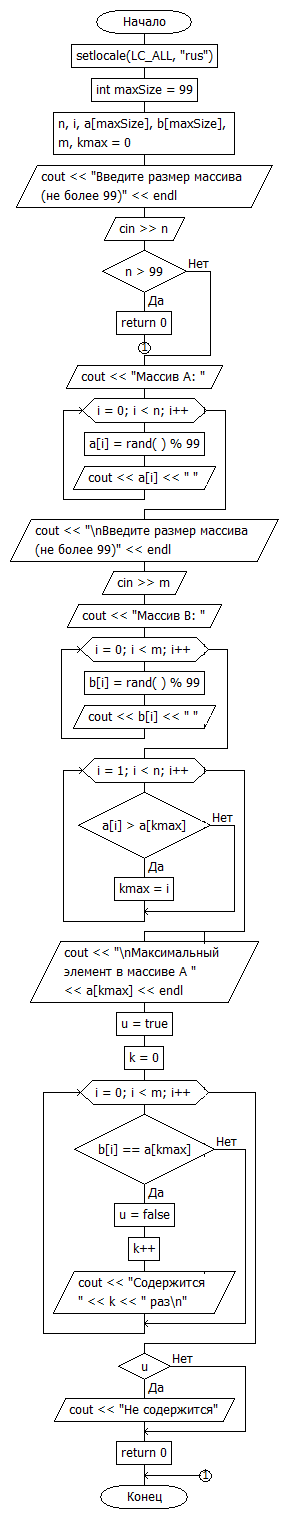 Начало
setlocale(LC_ALL, "rus")
int maxSize = 99
n, i, a[maxSize], b[maxSize],
m, kmax = 0
cout << "Введите размер массива
(не более 99)" << endl
cin >> n
n > 99
Нет
Да
return 0
1
cout << "Массив А: "
i = 0; i < n; i++
a[i] = rand( ) % 99
cout << a[i] << " "
cout << "\nВведите размер массива
(не более 99)" << endl
cin >> m
cout << "Массив В: "
i = 0; i < m; i++
b[i] = rand( ) % 99
cout << b[i] << " "
i = 1; i < n; i++
a[i] > a[kmax]
Нет
Да
kmax = i
cout << "\nМаксимальный
элемент в массиве А "
<< a[kmax] << endl
u = true
k = 0
i = 0; i < m; i++
b[i] == a[kmax]
Нет
Да
u = false
k++
cout << "Содержится
" << k << " раз\n"
u
Нет
Да
cout << "Не содержится"
return 0
1
Конец